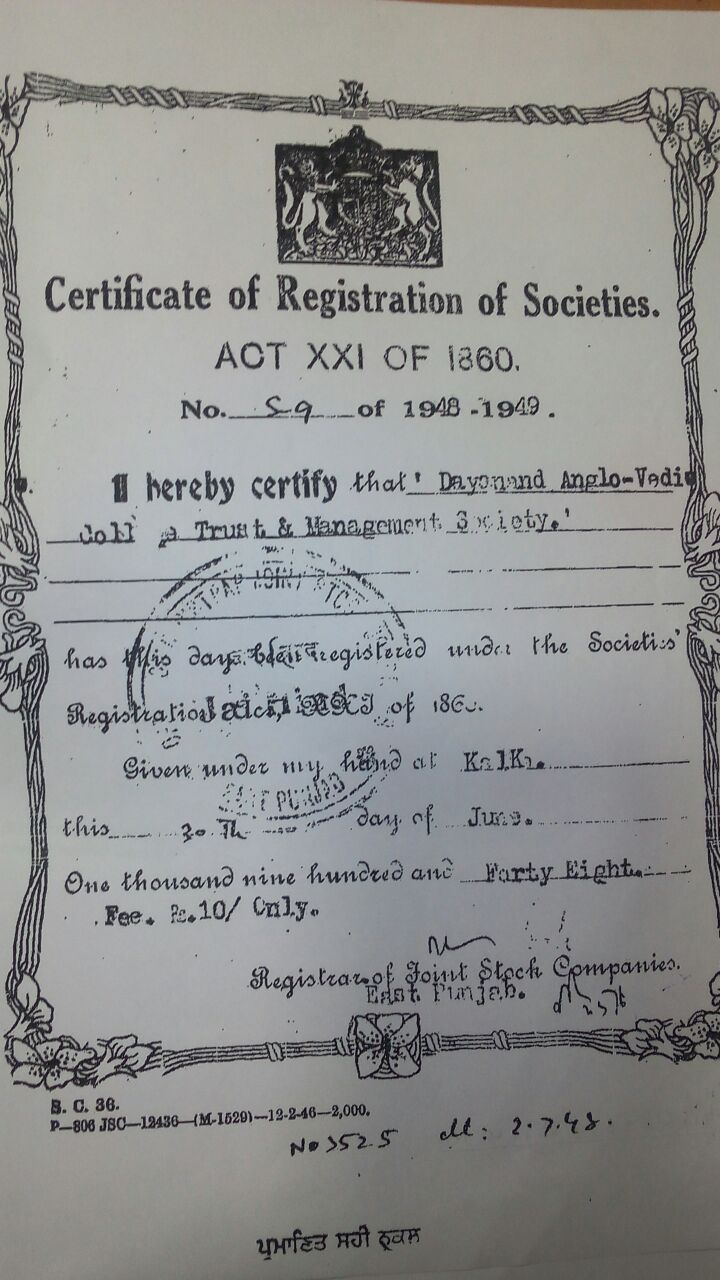 Certificate of Registration of Societies.
ACT XXI OF 1860.
No. 59 of 1948-1949.
I hereby certify that ' Dayanand Anglo-Vedi
Trust & Management Society.'
has this day been registered under the Societies'
Registration Act, of 1860.
Given under my hand at Kalka.
this 30th day of June.
One thousand nine hundred and Forty Eight.
Fee. Rs.10/ Only.
Registrar of Joint Stock Companies.
East Punjab.
S. C. 36.
P—806 JSC—12436—(M-1529)—12-2-46—2,000.
No 3525 dt: 2.7.48.
ਪ੍ਰਮਾਣਿਤ ਸਹੀ ਨਕਲ